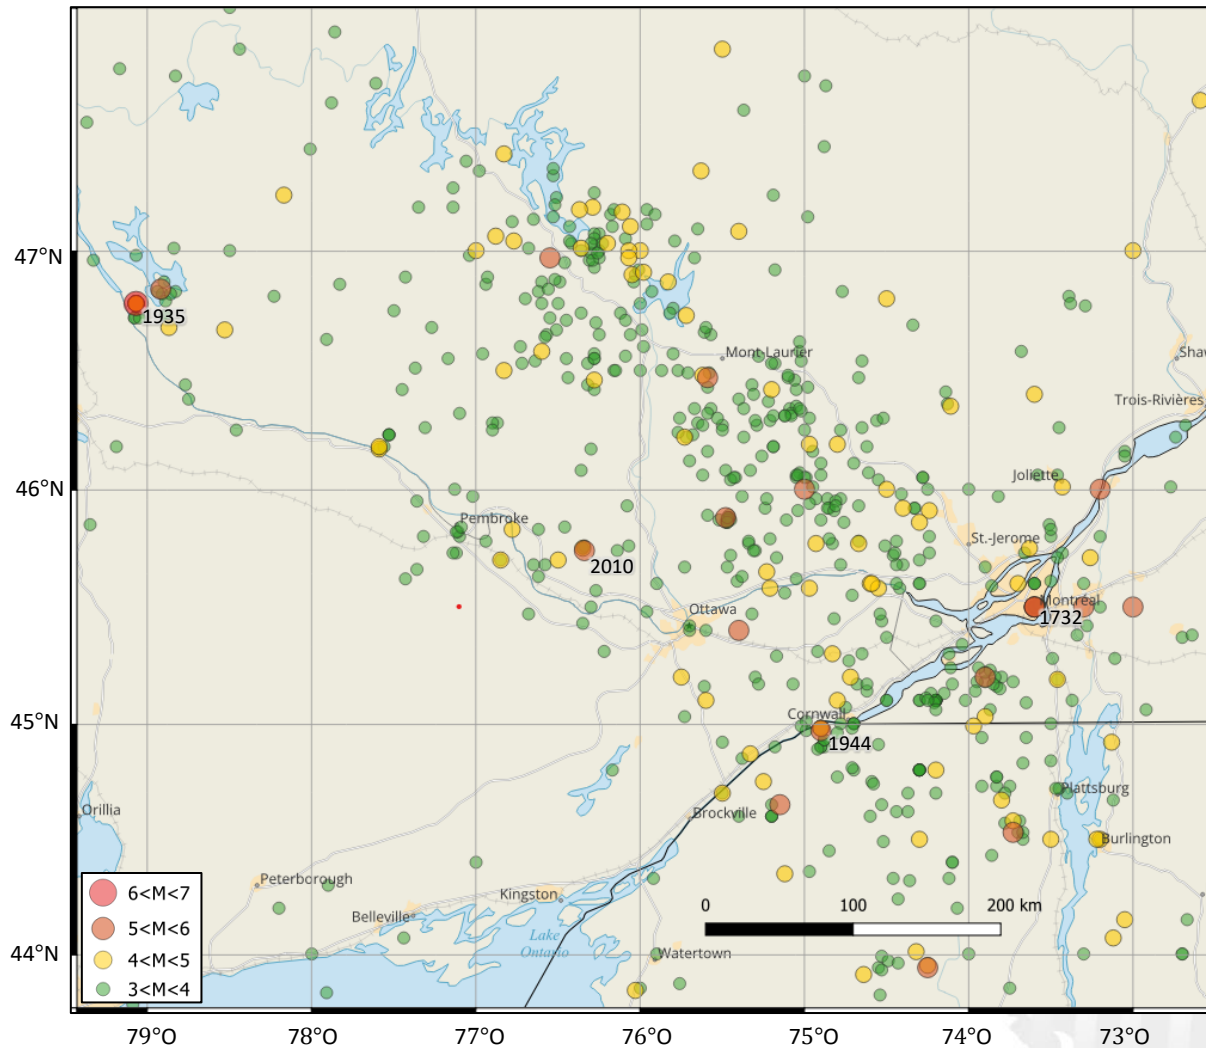 47°N
46°N
45°N
44°N
1935
Mont-Laurier
Shaw
Trois-Rivières
Joliette
Pembroke
St.-Jerome
2010
Ottawa
Montréal
1732
Cornwall
1944
Plattsburg
Orillia
Brockville
Burlington
Peterborough
Kingston
Belleville
Lake
Ontario
Watertown
0 100 200 km
6<M<7
5<M<6
4<M<5
3<M<4
79°O 78°O 77°O 76°O 75°O 74°O 73°O